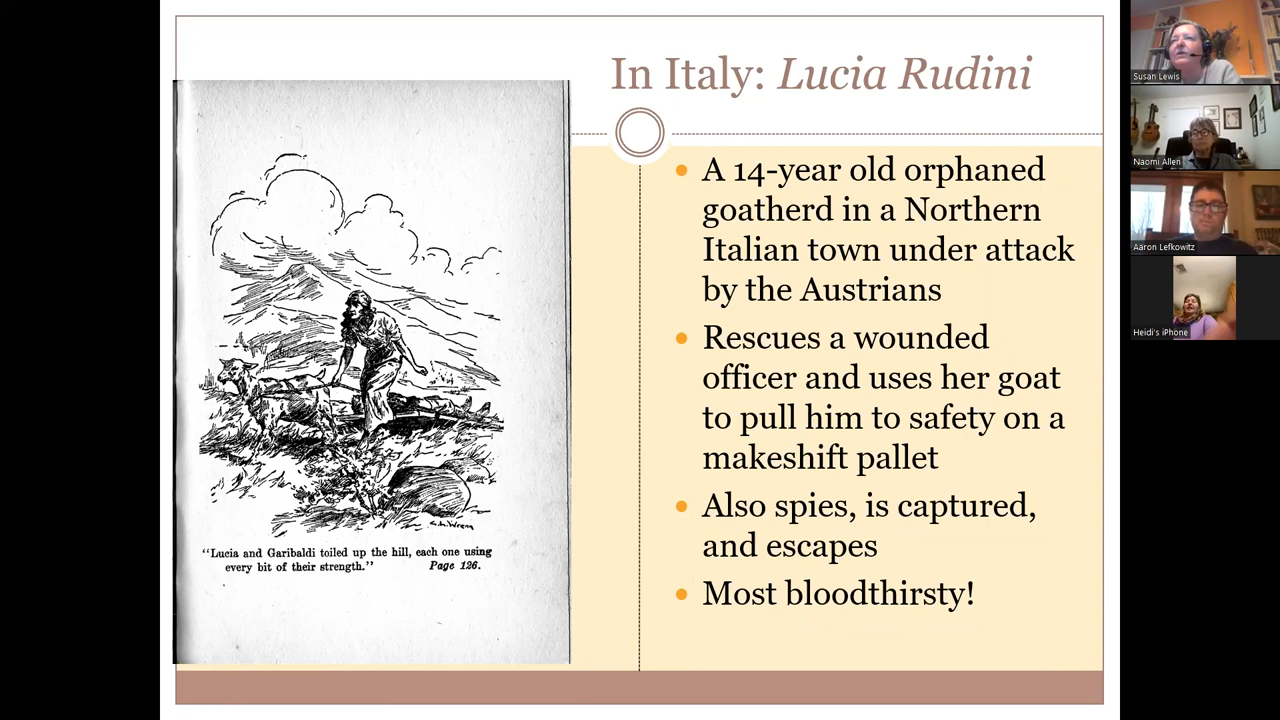 In Italy: Lucia Rudini
A 14-year old orphaned
goatherd in a Northern
Italian town under attack
by the Austrians
Rescues a wounded
officer and uses her goat
to pull him to safety on a
makeshift pallet
Also spies, is captured,
and escapes
Most bloodthirsty!
"Lucia and Garibaldi toiled up the hill, each one using
every bit of their strength." Page 126.
Susan Lewis
Naomi Allen
Aaron Lefkowitz
Heidi's iPhone